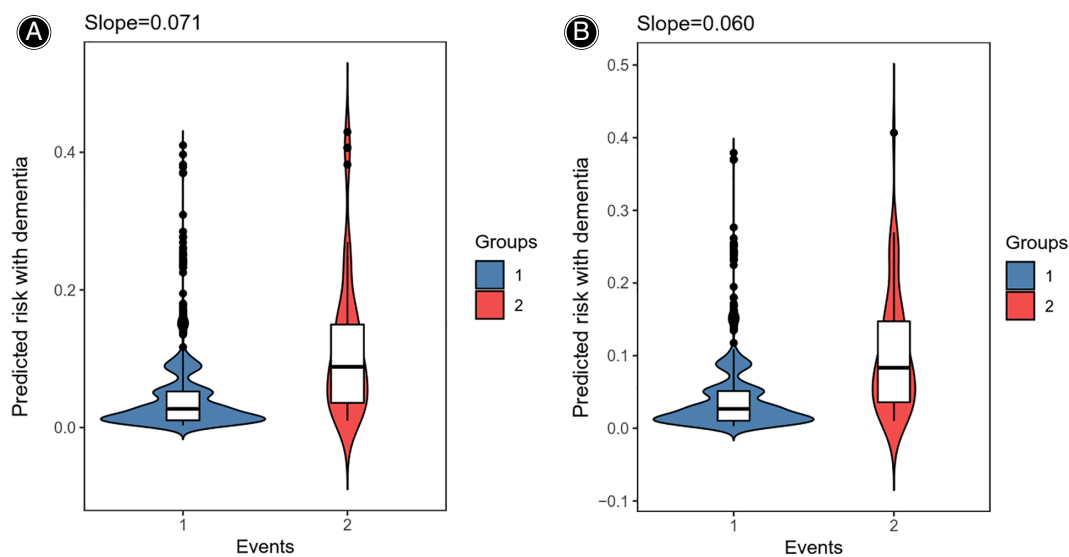 A
Slope=0.071
Predicted risk with dementia
0.4
0.2
0.0
1
2
Events
Groups
1
2
B
Slope=0.060
Predicted risk with dementia
0.5
0.4
0.3
0.2
0.1
0.0
−0.1
1
2
Events
Groups
1
2